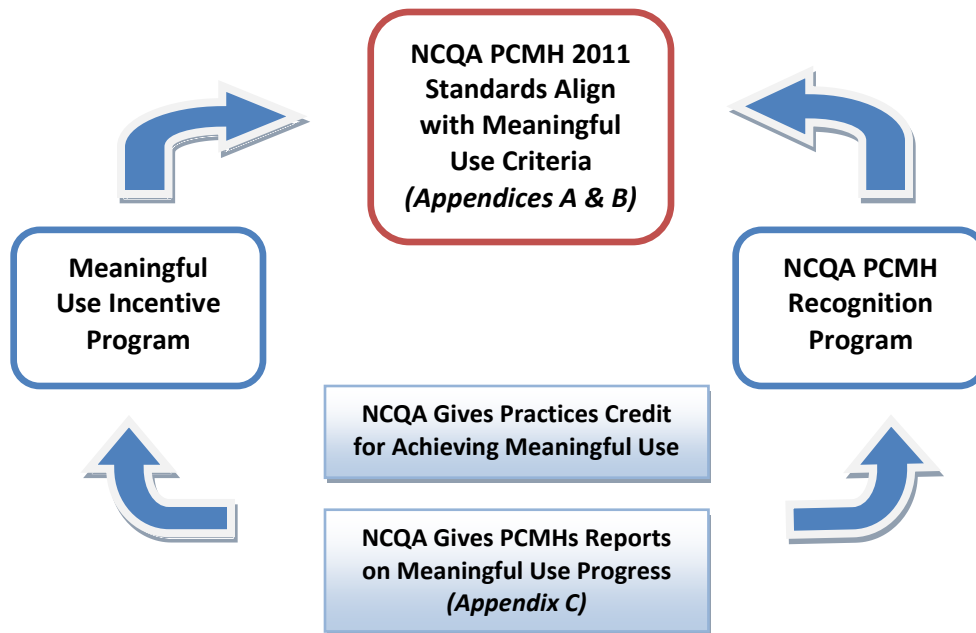 NCQA PCMH 2011
Standards Align
with Meaningful
Use Criteria
(Appendices A & B)
Meaningful
Use Incentive
Program
NCQA PCMH
Recognition
Program
NCQA Gives Practices Credit
for Achieving Meaningful Use
NCQA Gives PCMHs Reports
on Meaningful Use Progress
(Appendix C)